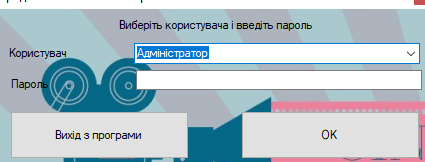 Виберіть користувача і введіть пароль
Користувач
Адміністратор
Пароль
Вихід з програми
OK